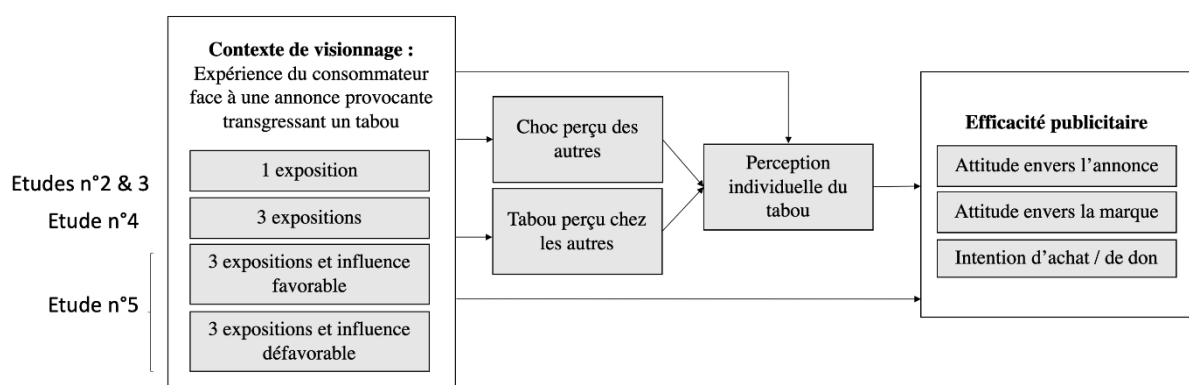 Contexte de visionnage :
Expérience du consommateur
face à une annonce provocante
transgressant un tabou
Etudes n°2 & 3
1 exposition
Etude n°4
3 expositions
Etude n°5
3 expositions et influence
favorable
3 expositions et influence
défavorable
Choc perçu des
autres
Tabou perçu chez
les autres
Perception
individuelle du
tabou
Efficacité publicitaire
Attitude envers l'annonce
Attitude envers la marque
Intention d'achat / de don